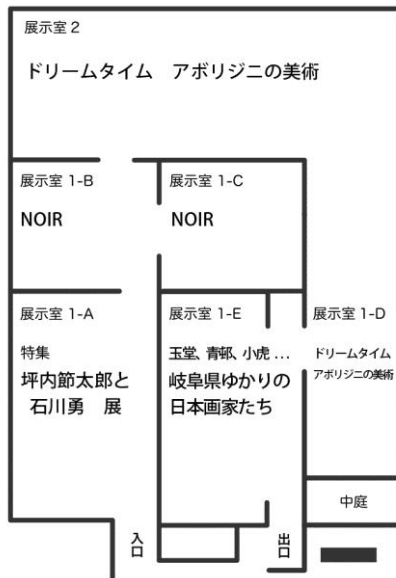 展示室 2
ドリームタイム　アボリジニの美術
展示室 1-B
NOIR
展示室 1-C
NOIR
展示室 1-A
特集
坪内節太郎と
石川勇　展
展示室 1-E
玉堂、青邨、小虎 …
岐阜県ゆかりの
日本画家たち
展示室 1-D
ドリームタイム
アボリジニの美術
中庭
入口
出口